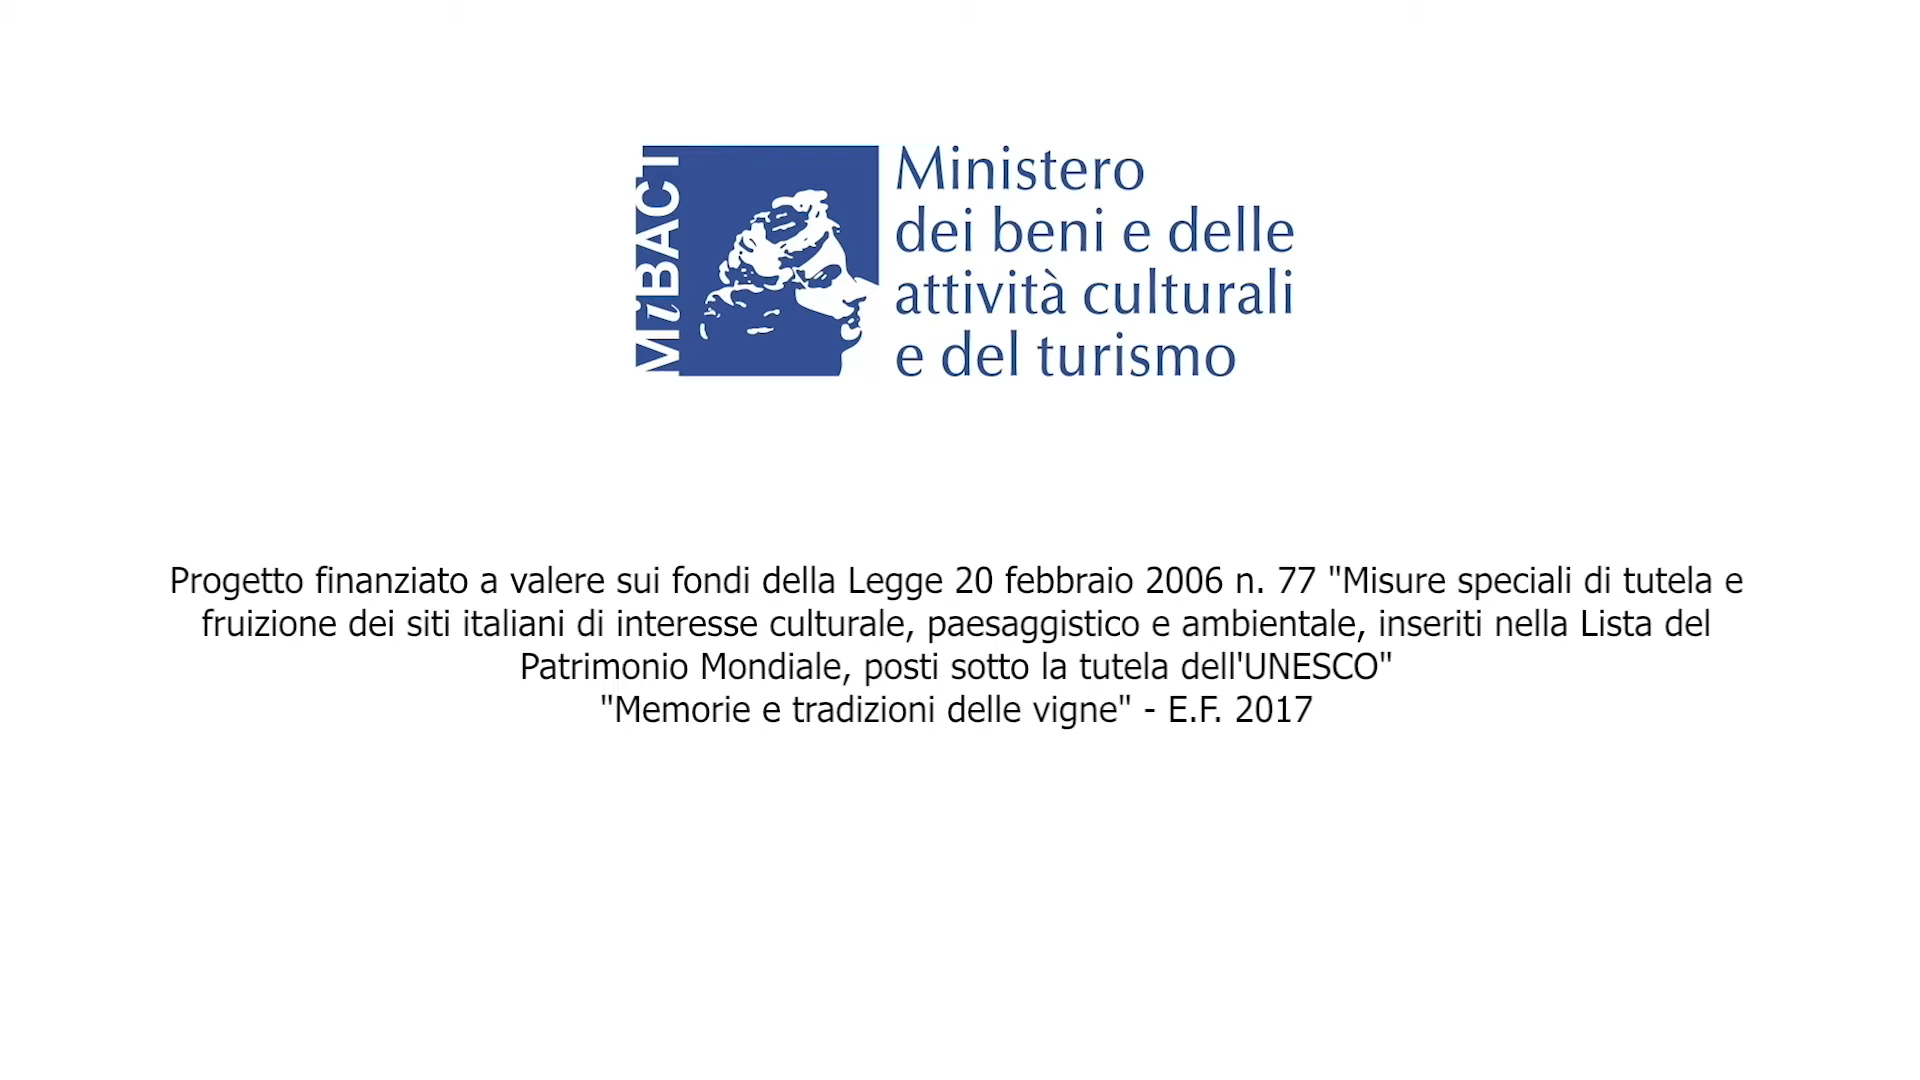 MiBACT
Ministero
dei beni e delle
attività culturali
e del turismo
Progetto finanziato a valere sui fondi della Legge 20 febbraio 2006 n. 77 "Misure speciali di tutela e
fruizione dei siti italiani di interesse culturale, paesaggistico e ambientale, inseriti nella Lista del
Patrimonio Mondiale, posti sotto la tutela dell'UNESCO"
"Memorie e tradizioni delle vigne" - E.F. 2017